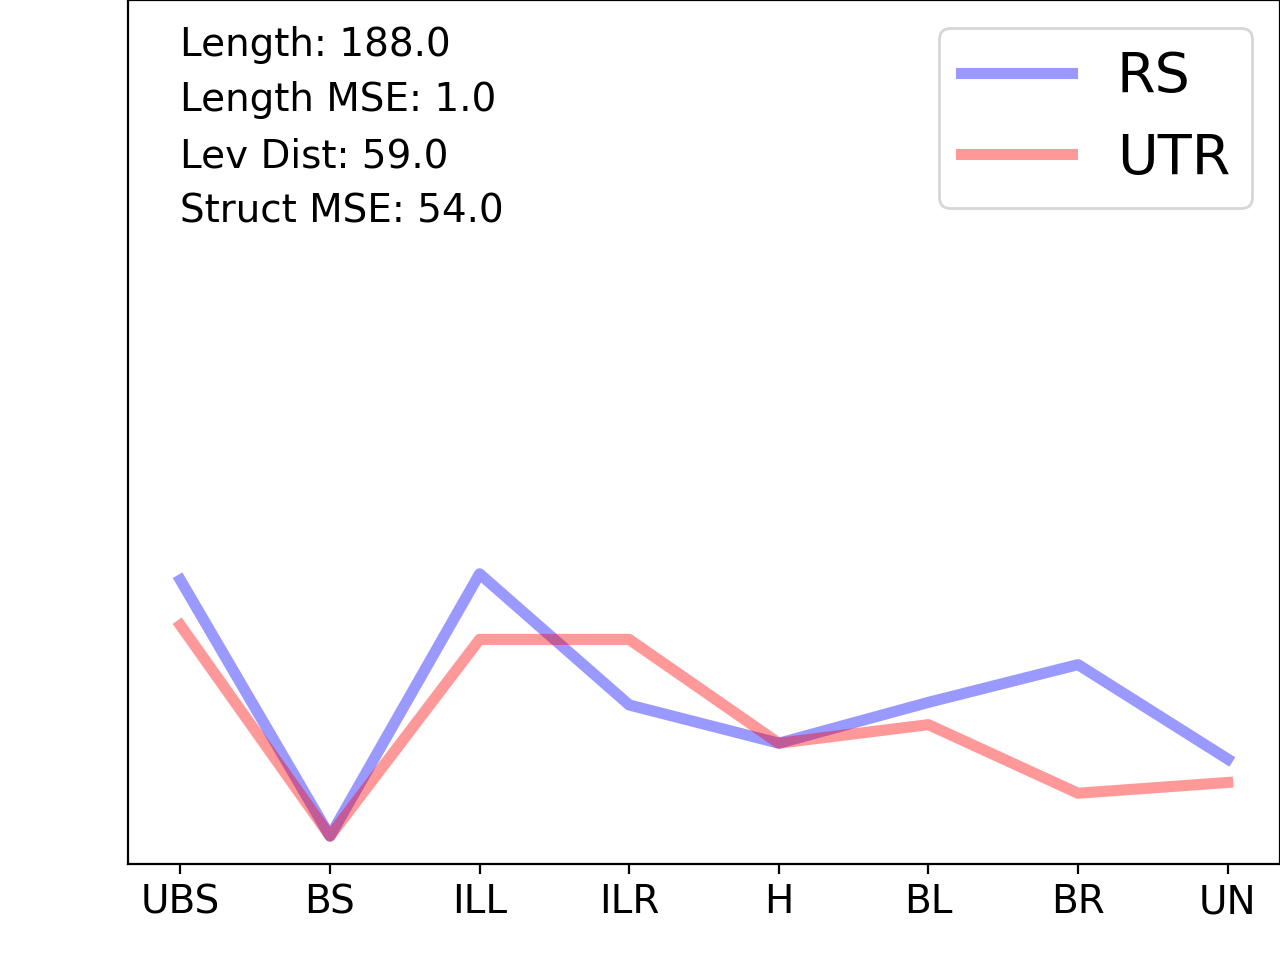 Length: 188.0
Length MSE: 1.0
Lev Dist: 59.0
Struct MSE: 54.0
RS
UTR
UBS BS ILL ILR H BL BR UN